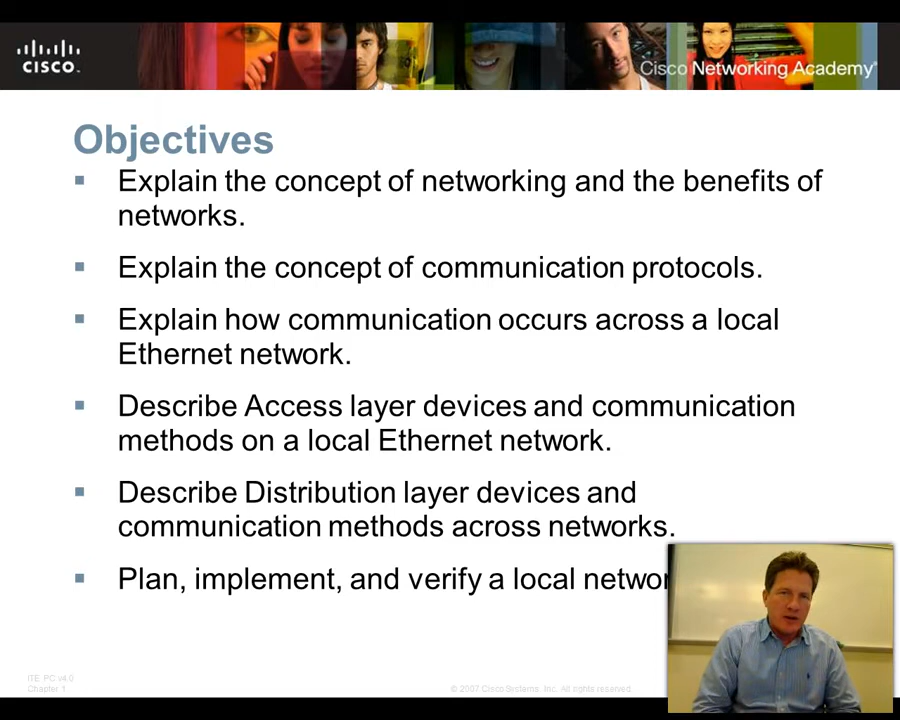 CISCO
Cisco Networking Academy
Objectives
Explain the concept of networking and the benefits of
networks.
Explain the concept of communication protocols.
Explain how communication occurs across a local
Ethernet network.
Describe Access layer devices and communication
methods on a local Ethernet network.
Describe Distribution layer devices and
communication methods across networks.
Plan, implement, and verify a local networ
ITE PC v4.0
Chapter 1
© 2007 Cisco Systems, Inc. All rights reserved.